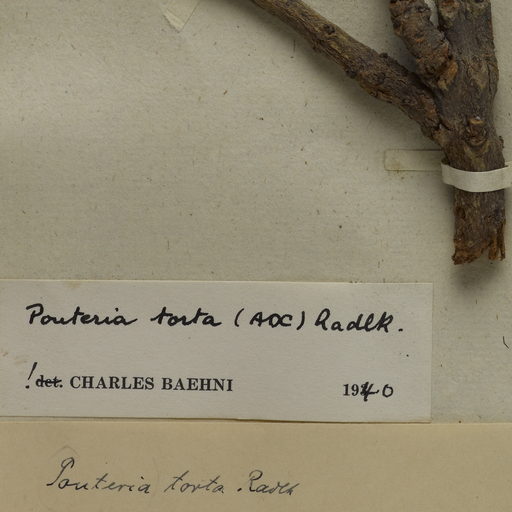 Pouteria torta (ADC) Radlk.
! det. CHARLES BAEHNI 1940
Pouteria torta. Radlk